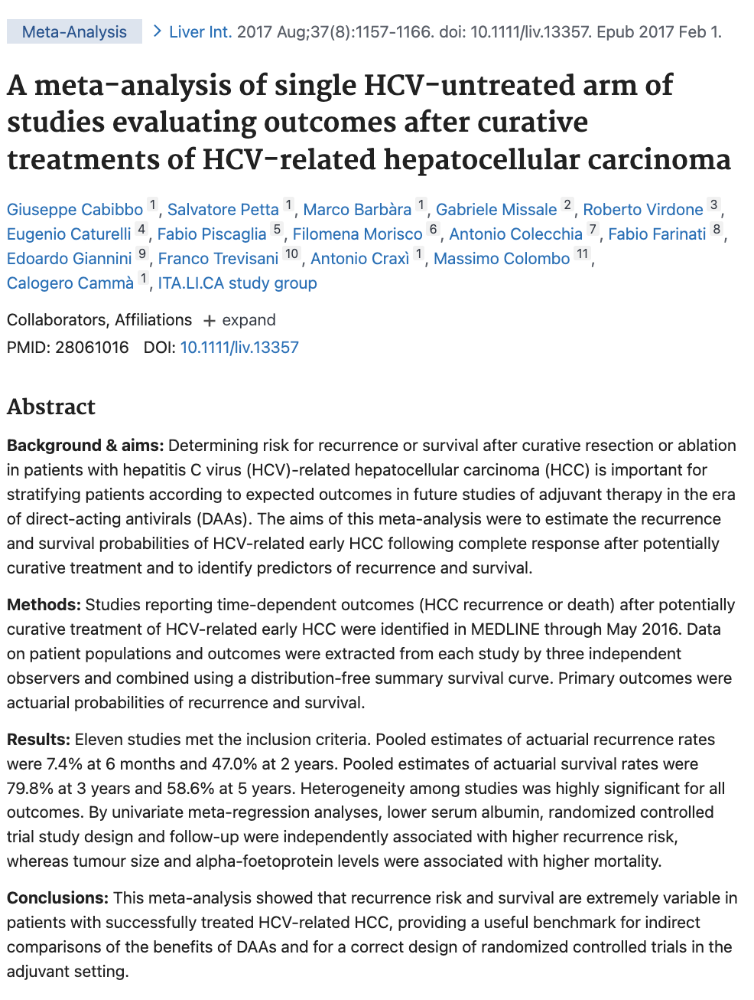 Meta-Analysis > Liver Int. 2017 Aug;37(8):1157-1166. doi: 10.1111/liv.13357. Epub 2017 Feb 1.
A meta-analysis of single HCV-untreated arm of
studies evaluating outcomes after curative
treatments of HCV-related hepatocellular carcinoma
Giuseppe Cabibbo 1, Salvatore Petta 1, Marco Barbàra 1, Gabriele Missale 2, Roberto Virdone 3,
Eugenio Caturelli 4, Fabio Piscaglia 5, Filomena Morisco 6, Antonio Colecchia 7, Fabio Farinati 8,
Edoardo Giannini 9, Franco Trevisani 10, Antonio Craxì 1, Massimo Colombo 11,
Calogero Cammà 1, ITA.LI.CA study group
Collaborators, Affiliations + expand
PMID: 28061016 DOI: 10.1111/liv.13357
Abstract
Background & aims: Determining risk for recurrence or survival after curative resection or ablation
in patients with hepatitis C virus (HCV)-related hepatocellular carcinoma (HCC) is important for
stratifying patients according to expected outcomes in future studies of adjuvant therapy in the era
of direct-acting antivirals (DAAs). The aims of this meta-analysis were to estimate the recurrence
and survival probabilities of HCV-related early HCC following complete response after potentially
curative treatment and to identify predictors of recurrence and survival.
Methods: Studies reporting time-dependent outcomes (HCC recurrence or death) after potentially
curative treatment of HCV-related early HCC were identified in MEDLINE through May 2016. Data
on patient populations and outcomes were extracted from each study by three independent
observers and combined using a distribution-free summary survival curve. Primary outcomes were
actuarial probabilities of recurrence and survival.
Results: Eleven studies met the inclusion criteria. Pooled estimates of actuarial recurrence rates
were 7.4% at 6 months and 47.0% at 2 years. Pooled estimates of actuarial survival rates were
79.8% at 3 years and 58.6% at 5 years. Heterogeneity among studies was highly significant for all
outcomes. By univariate meta-regression analyses, lower serum albumin, randomized controlled
trial study design and follow-up were independently associated with higher recurrence risk,
whereas tumour size and alpha-foetoprotein levels were associated with higher mortality.
Conclusions: This meta-analysis showed that recurrence risk and survival are extremely variable in
patients with successfully treated HCV-related HCC, providing a useful benchmark for indirect
comparisons of the benefits of DAAs and for a correct design of randomized controlled trials in the
adjuvant setting.